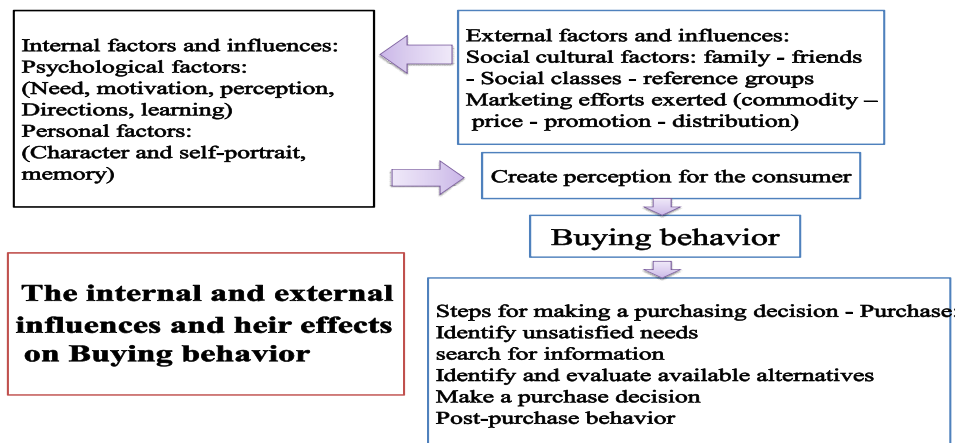 Internal factors and influences:
Psychological factors:
(Need, motivation, perception,
Directions, learning)
Personal factors:
(Character and self-portrait,
memory)
External factors and influences:
Social cultural factors: family - friends
- Social classes - reference groups
Marketing efforts exerted (commodity –
price - promotion - distribution)
Create perception for the consumer
Buying behavior
The internal and external
influences and heir effects
on Buying behavior
Steps for making a purchasing decision - Purchase:
Identify unsatisfied needs
search for information
Identify and evaluate available alternatives
Make a purchase decision
Post-purchase behavior